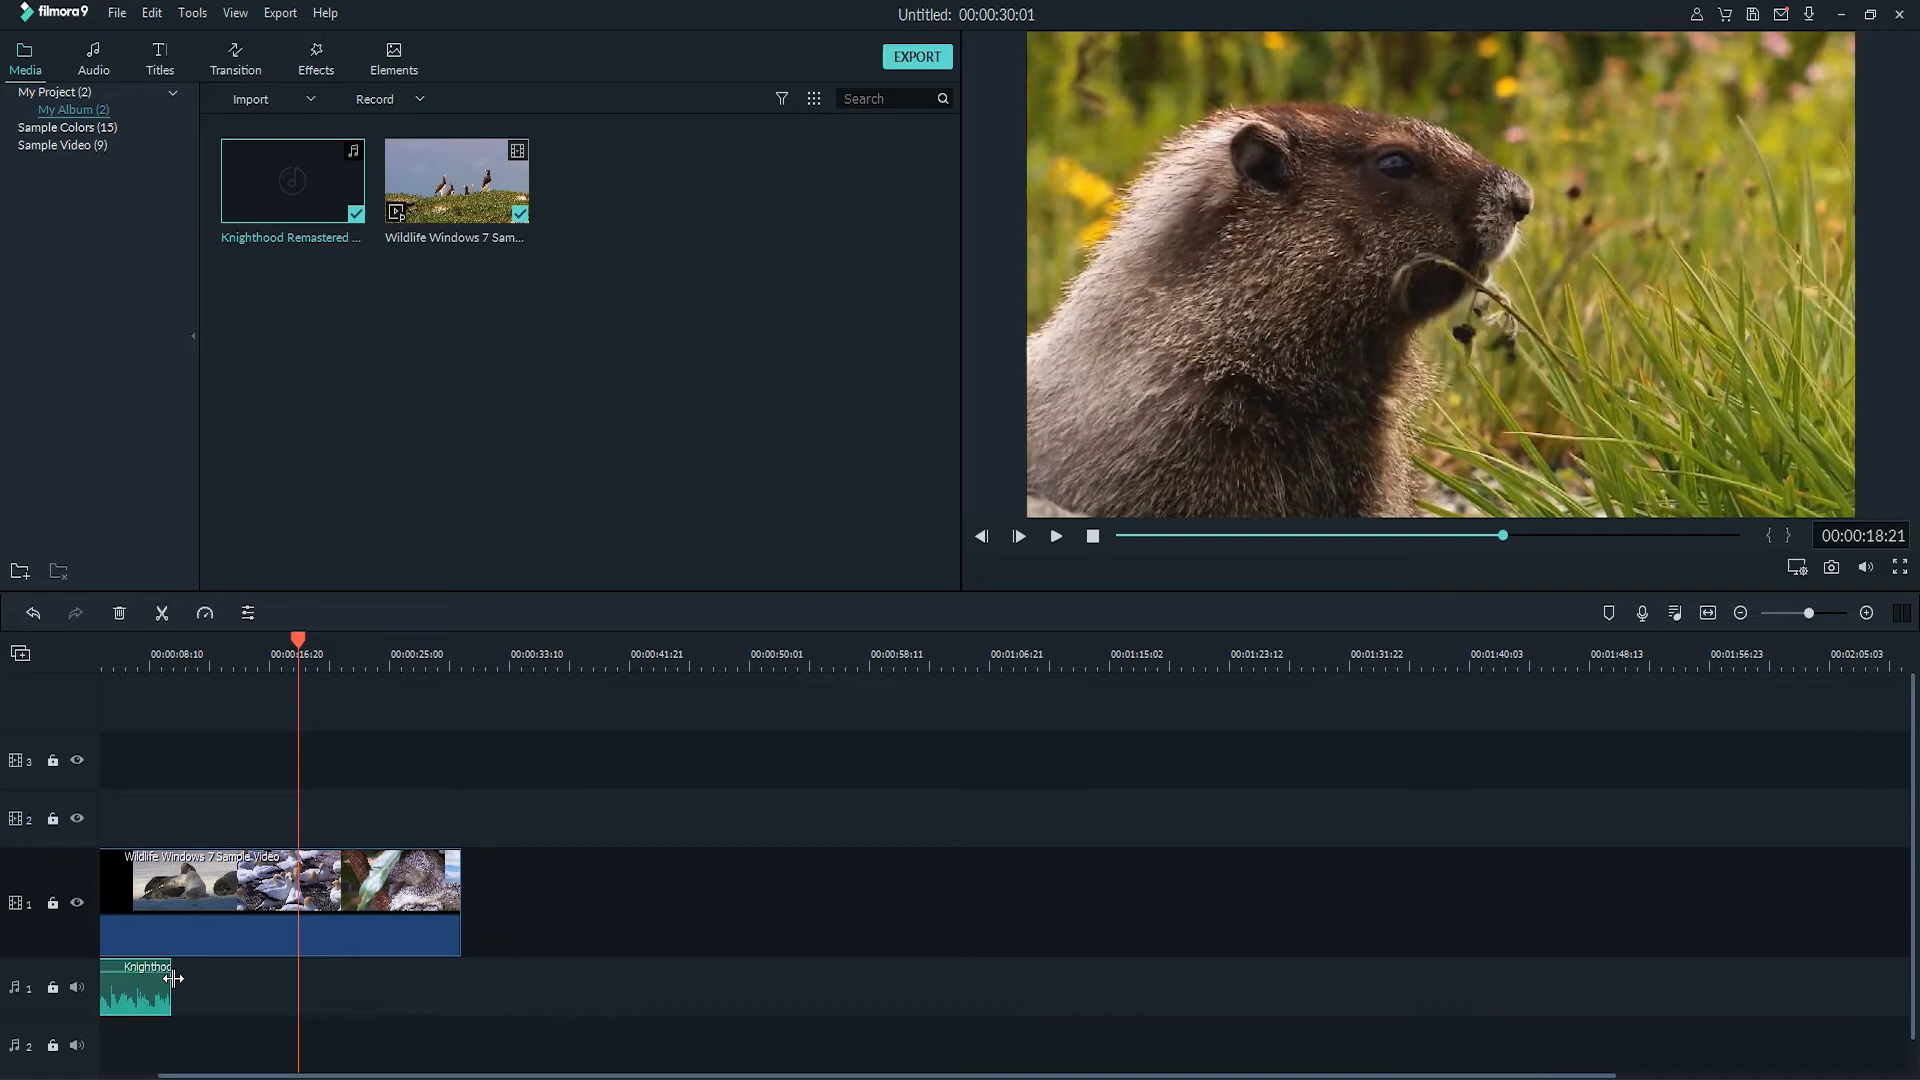 filmora9 File Edit Tools View Export Help Untitled: 00:00:30:01
Media Audio Titles Transition Effects Elements EXPORT
My Project (2)
My Album (2)
Sample Colors (15)
Sample Video (9)
Import Record Search
Knighthood Remastered ... Wildlife Windows 7 Sam...
00:00:18:21
00:00:08:10 00:00:16:20 00:00:25:00 00:00:33:10 00:00:41:21 00:00:50:01 00:00:58:11 00:01:06:21 00:01:15:02 00:01:23:12 00:01:31:22 00:01:40:03 00:01:48:13 00:01:56:23 00:02:05:03
3
2
Wildlife Windows 7 Sample Video
1
Knighthoo
1
2